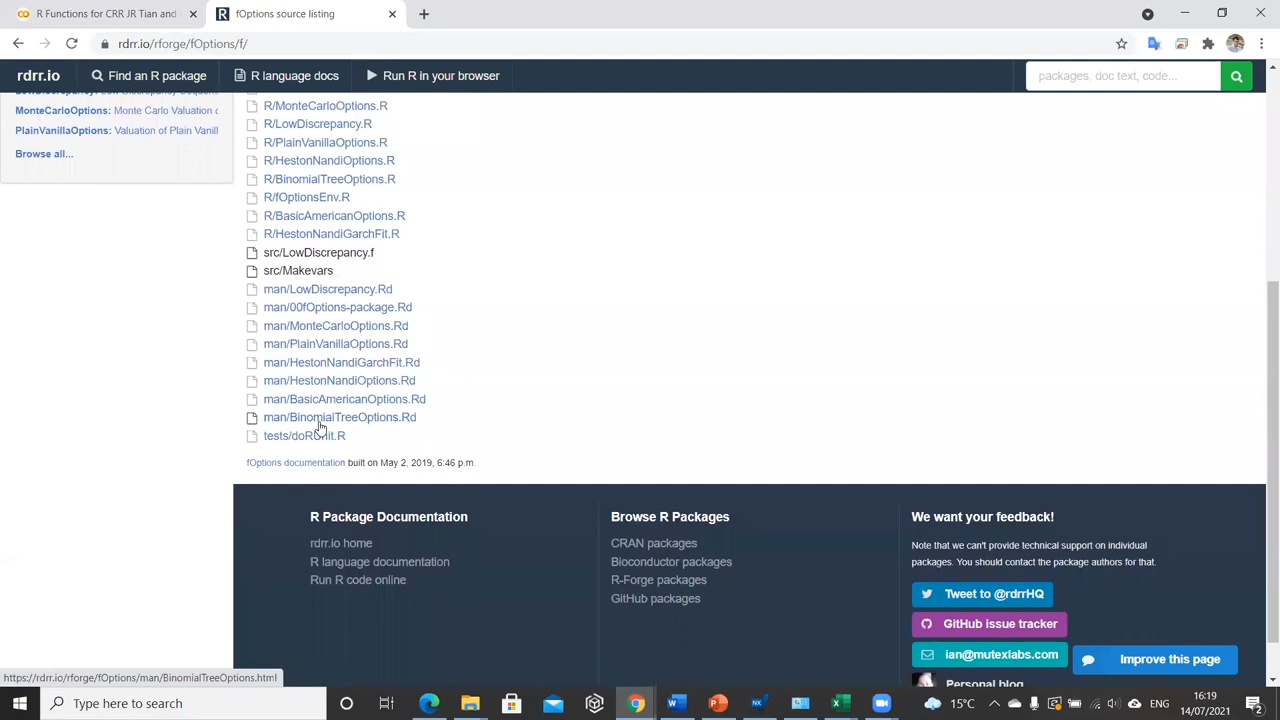 R Functions for CRR JR Tian and
fOptions source listing
rdrr.io/rforge/fOptions/f/
rdrr.io
Find an R package
R language docs
Run R in your browser
packages, doc text, code...
MonteCarloOptions: Monte Carlo Valuation o
PlainVanillaOptions: Valuation of Plain Vanill
Browse all...
R/MonteCarloOptions.R
R/LowDiscrepancy.R
R/PlainVanillaOptions.R
R/HestonNandiOptions.R
R/BinomialTreeOptions.R
R/fOptionsEnv.R
R/BasicAmericanOptions.R
R/HestonNandiGarchFit.R
src/LowDiscrepancy.f
src/Makevars
man/LowDiscrepancy.Rd
man/00fOptions-package.Rd
man/MonteCarloOptions.Rd
man/PlainVanillaOptions.Rd
man/HestonNandiGarchFit.Rd
man/HestonNandiOptions.Rd
man/BasicAmericanOptions.Rd
man/BinomialTreeOptions.Rd
tests/doRUnit.R
fOptions documentation built on May 2, 2019, 6:46 p.m.
R Package Documentation
rdrr.io home
R language documentation
Run R code online
Browse R Packages
CRAN packages
Bioconductor packages
R-Forge packages
GitHub packages
We want your feedback!
Note that we can't provide technical support on individual
packages. You should contact the package authors for that.
Tweet to @rdrrHQ
GitHub issue tracker
ian@mutexlabs.com
Personal blog
Improve this page
https://rdrr.io/rforge/fOptions/man/BinomialTreeOptions.html
Type here to search
15°C
ENG
16:19
14/07/2021
2